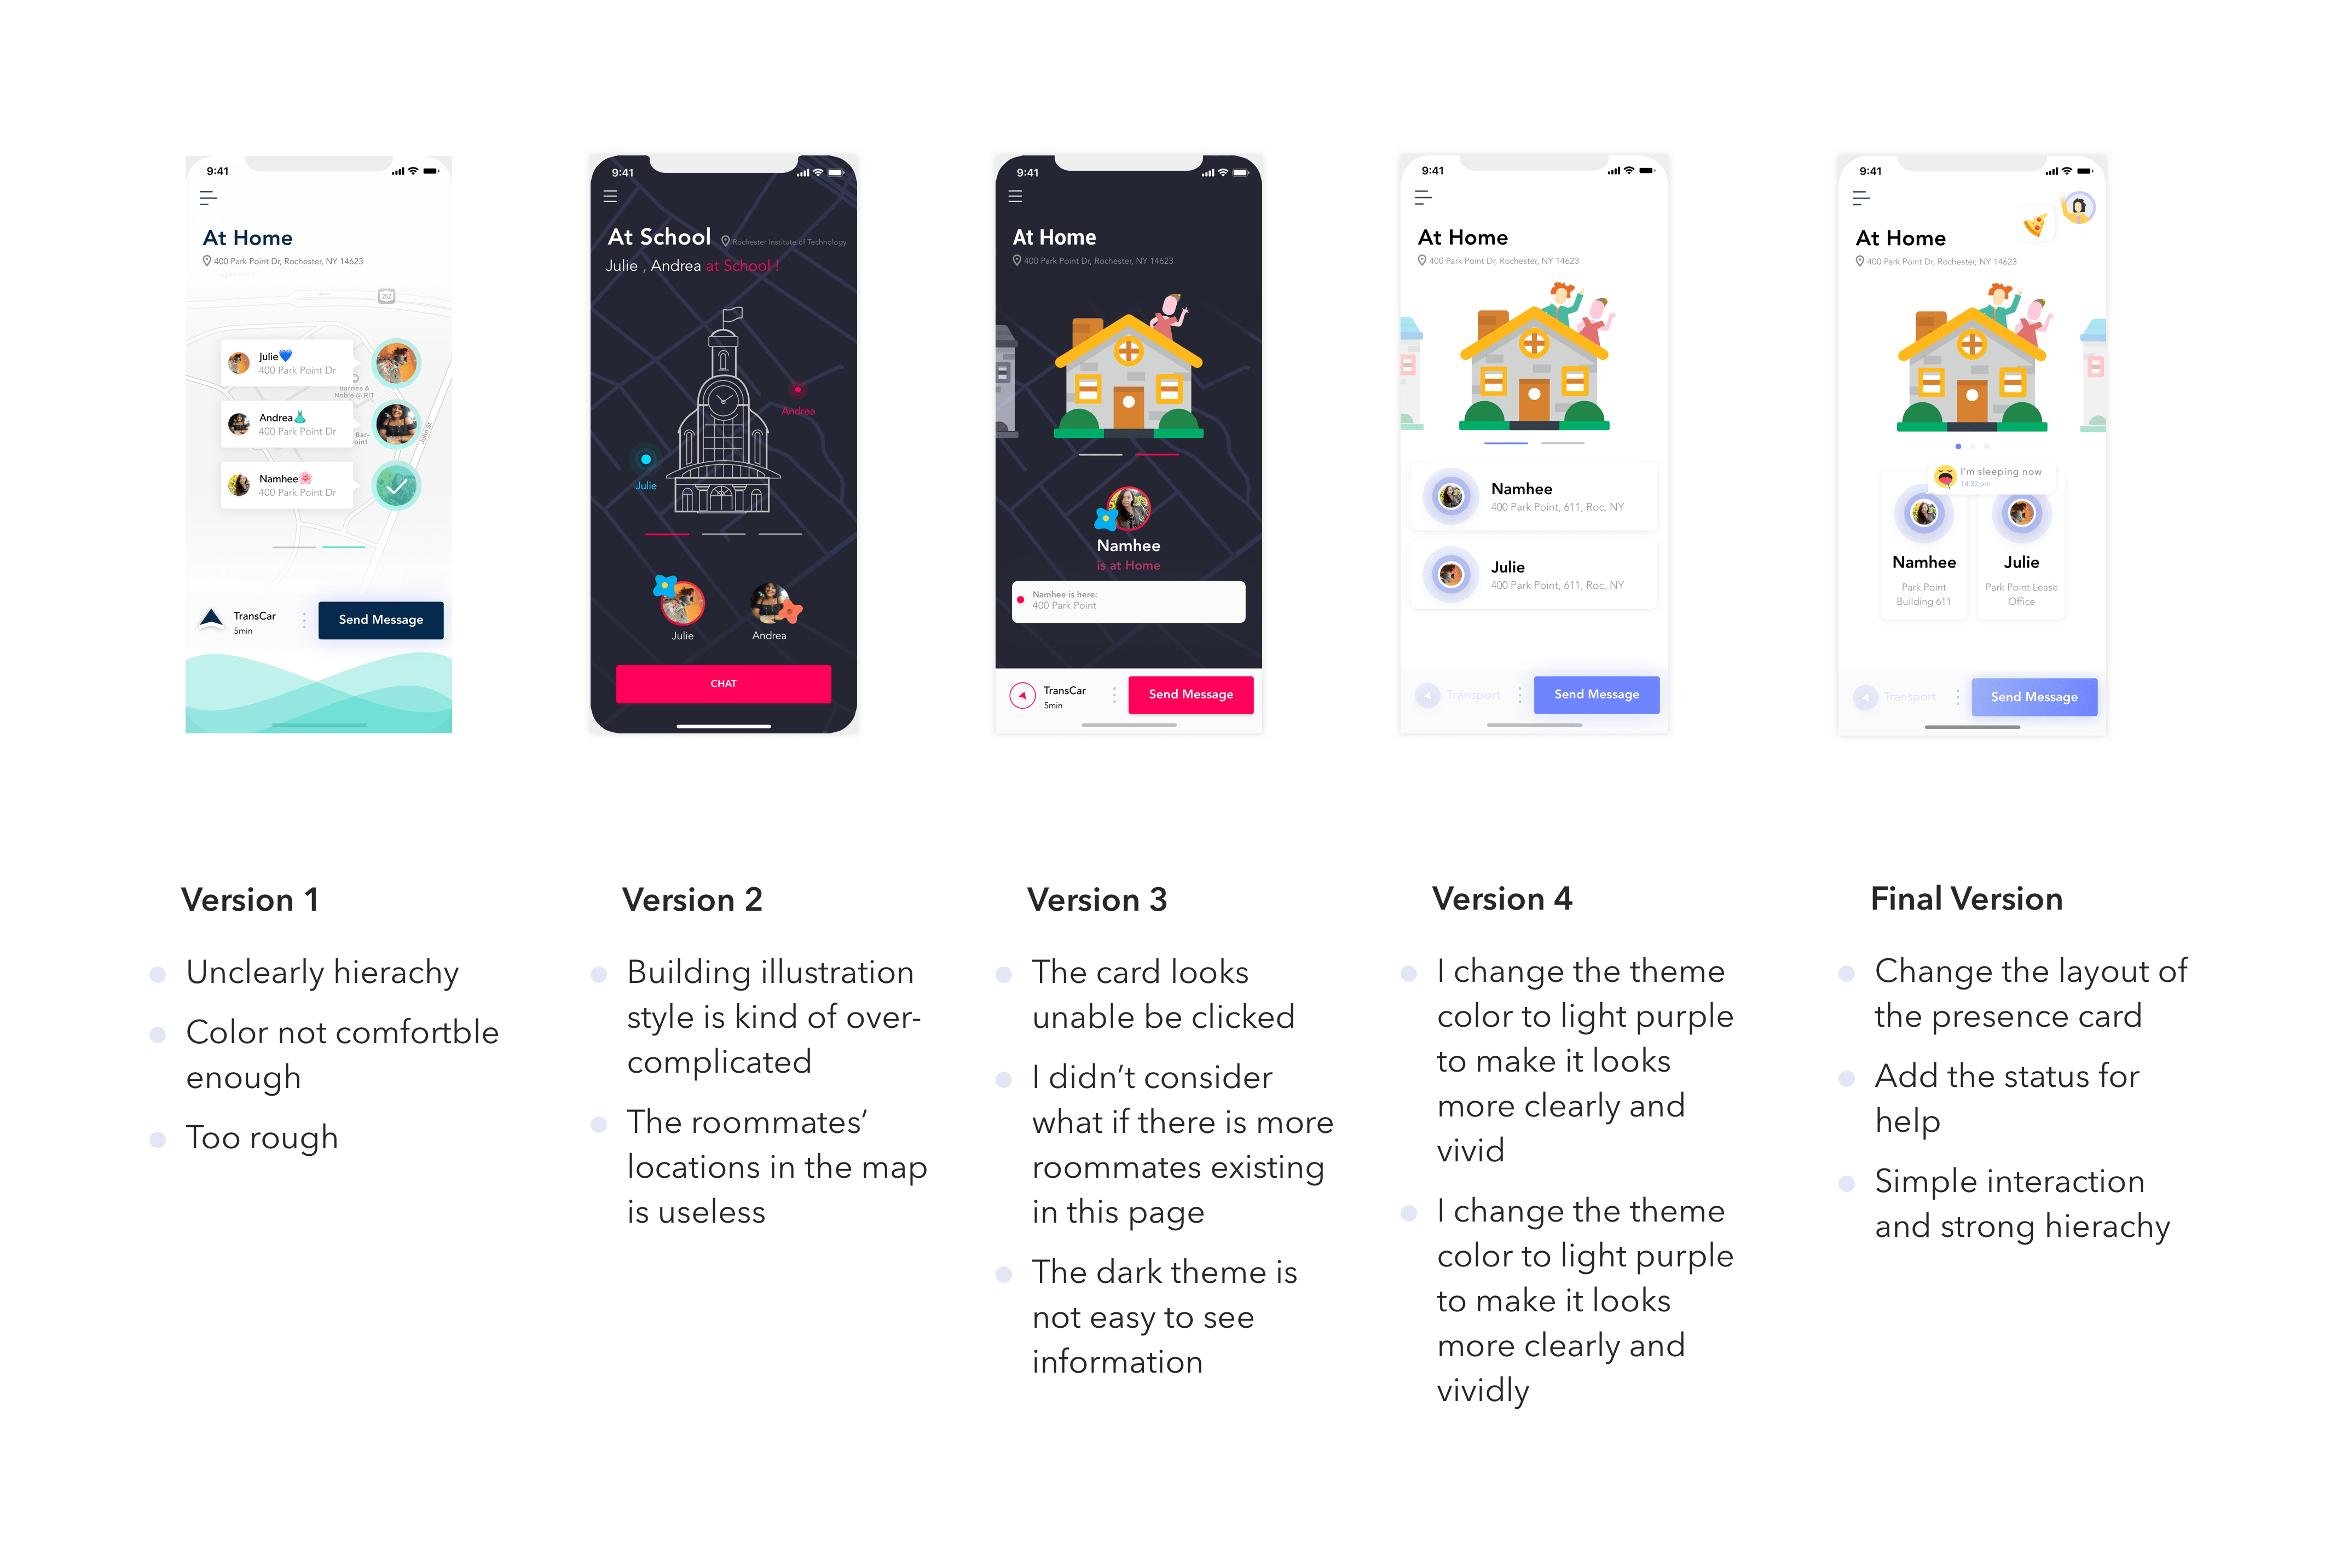 9:41
At Home
400 Park Point Dr, Rochester, NY 14623
252
Julie💙
400 Park Point Dr
Barnes &
Noble @ RIT
Andrea👗
400 Park Point Dr
Bar-
oint
John St
Namhee🌸
400 Park Point Dr
TransCar
5min
Send Message
9:41
At School
Rochester Institute of Technology
Julie , Andrea at School !
Andrea
Julie
Julie
Andrea
CHAT
9:41
At Home
400 Park Point Dr, Rochester, NY 14623
Namhee
is at Home
Namhee is here:
400 Park Point
TransCar
5min
Send Message
9:41
At Home
400 Park Point Dr, Rochester, NY 14623
Namhee
400 Park Point, 611, Roc, NY
Julie
400 Park Point, 611, Roc, NY
Transport
Send Message
9:41
At Home
400 Park Point Dr, Rochester, NY 14623
I'm sleeping now
14:32 pm
Namhee
Park Point
Building 611
Julie
Park Point Lease
Office
Transport
Send Message
Version 1
Unclearly hierachy
Color not comfortble
enough
Too rough
Version 2
Building illustration
style is kind of over-
complicated
The roommates’
locations in the map
is useless
Version 3
The card looks
unable be clicked
I didn’t consider
what if there is more
roommates existing
in this page
The dark theme is
not easy to see
information
Version 4
I change the theme
color to light purple
to make it looks
more clearly and
vivid
I change the theme
color to light purple
to make it looks
more clearly and
vividly
Final Version
Change the layout of
the presence card
Add the status for
help
Simple interaction
and strong hierachy